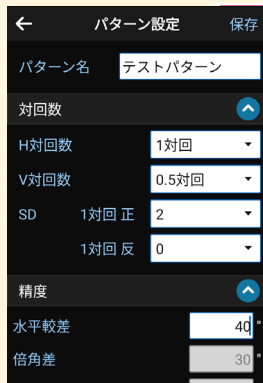 ← パターン設定 保存
パターン名 テストパターン
対回数
H対回数 1対回
V対回数 0.5対回
SD 1対回 正 2
1対回 反 0
精度
水平較差 40 "
倍角差 30 "